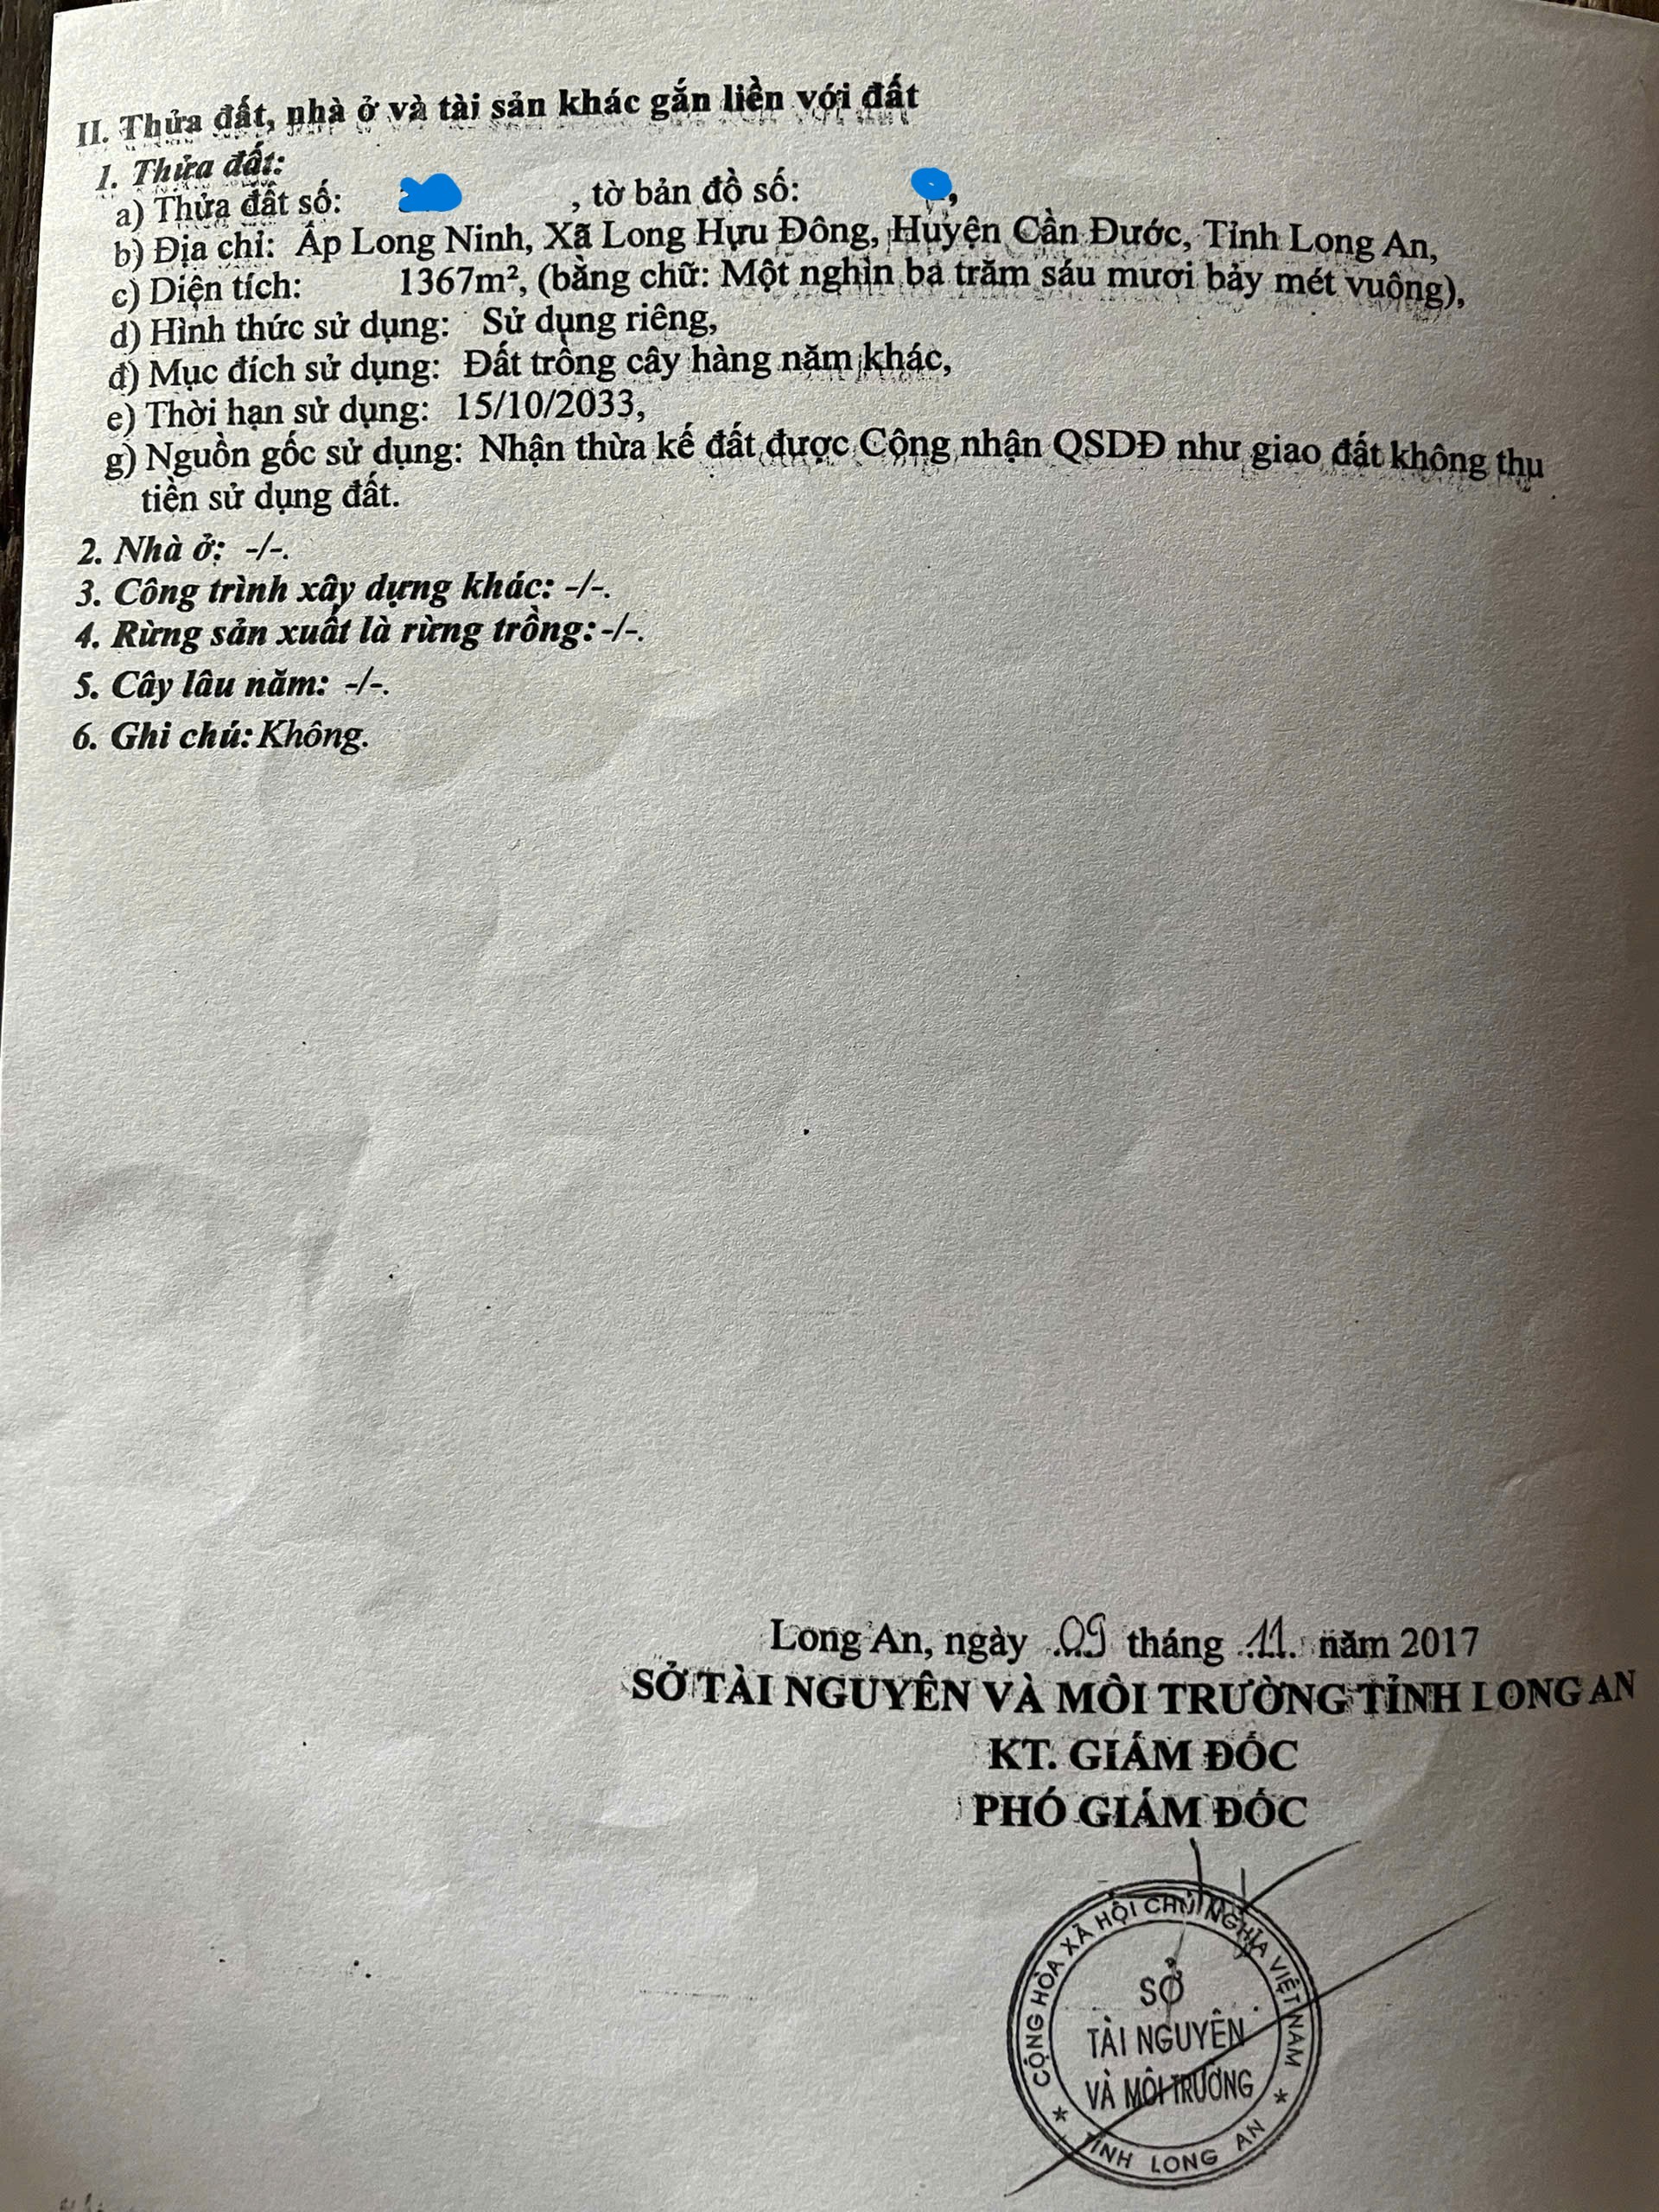 II. Thửa đất, nhà ở và tài sản khác gắn liền với đất
1. Thửa đất:
a) Thửa đất số: , tờ bản đồ số: ,
b) Địa chỉ: Ấp Long Ninh, Xã Long Hựu Đông, Huyện Cần Đước, Tỉnh Long An,
c) Diện tích: 1367m², (bằng chữ: Một nghìn ba trăm sáu mươi bảy mét vuông),
d) Hình thức sử dụng: Sử dụng riêng,
đ) Mục đích sử dụng: Đất trồng cây hàng năm khác,
e) Thời hạn sử dụng: 15/10/2033,
g) Nguồn gốc sử dụng: Nhận thừa kế đất được Công nhận QSDĐ như giao đất không thu
tiền sử dụng đất.
2. Nhà ở: -/-.
3. Công trình xây dựng khác: -/-.
4. Rừng sản xuất là rừng trồng: -/-.
5. Cây lâu năm: -/-.
6. Ghi chú: Không.
Long An, ngày 09 tháng 11 năm 2017
SỞ TÀI NGUYÊN VÀ MÔI TRƯỜNG TỈNH LONG AN
KT. GIÁM ĐỐC
PHÓ GIÁM ĐỐC
CỘNG HÒA XÃ HỘI CHỦ NGHĨA VIỆT NAM
SỞ
TÀI NGUYÊN
VÀ MÔI TRƯỜNG
TỈNH LONG AN